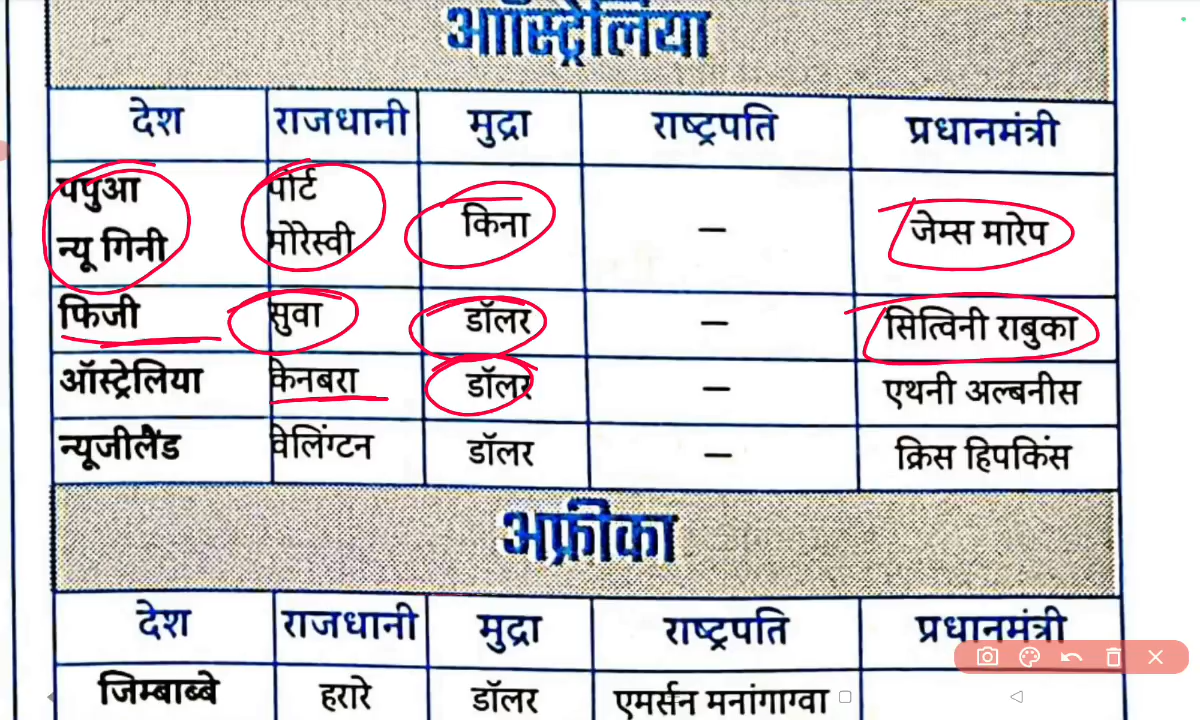 ऑस्ट्रेलिया
देश राजधानी मुद्रा राष्ट्रपति प्रधानमंत्री
पपुआ न्यू गिनी पोर्ट मोरेस्वी किना – जेम्स मारेप
फिजी सुवा डॉलर – सित्विनी राबुका
ऑस्ट्रेलिया केनबरा डॉलर – एथनी अल्बनीस
न्यूजीलैंड वेलिंग्टन डॉलर – क्रिस हिपकिंस
अफ्रीका
देश राजधानी मुद्रा राष्ट्रपति प्रधानमंत्री
जिम्बाब्बे हरारे डॉलर एमर्सन मनांगाग्वा